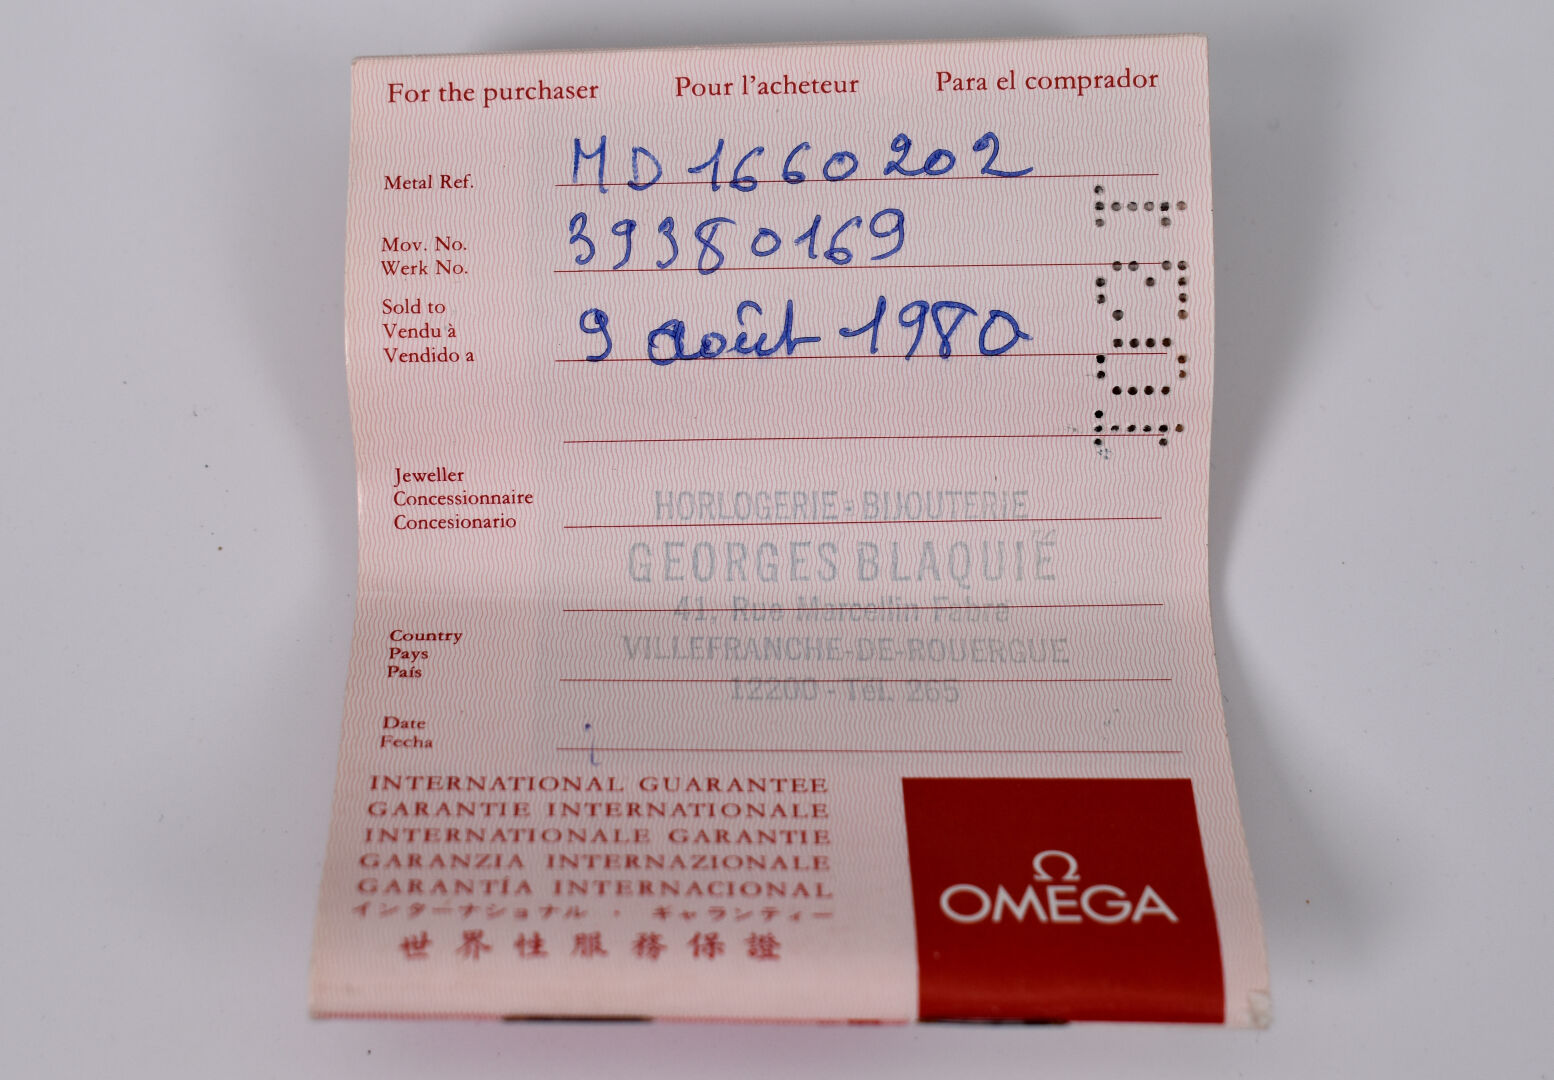 For the purchaser Pour l'acheteur Para el comprador
Metal Ref. MD 1660202
Mov. No.
Werk No. 39380169
Sold to
Vendu à
Vendido a 9 août 1980
Jeweller
Concessionnaire
Concesionario
HORLOGERIE - BIJOUTERIE
GEORGES BLAQUIÉ
41, Rue Marcellin Fabre
VILLEFRANCHE-DE-ROUERGUE
12200 - Tél. 265
Country
Pays
País
Date
Fecha
INTERNATIONAL GUARANTEE
GARANTIE INTERNATIONALE
INTERNATIONALE GARANTIE
GARANZIA INTERNAZIONALE
GARANTÍA INTERNACIONAL
インターナショナル・ギャランティー
世界性服務保證
Ω
OMEGA